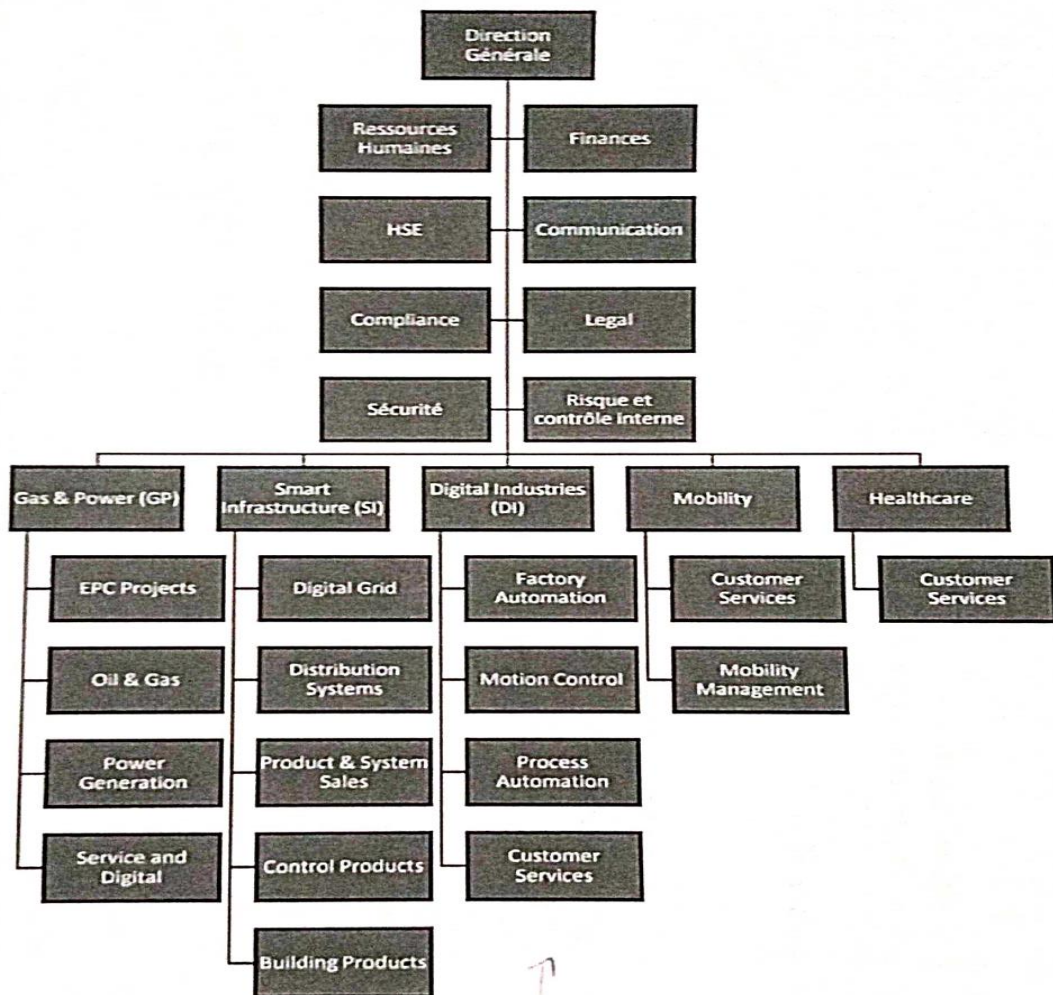 Direction
Générale
Ressources
Humaines
Finances
HSE
Communication
Compliance
Legal
Sécurité
Risque et
contrôle interne
Gas & Power (GP)
Smart
Infrastructure (SI)
Digital Industries
(DI)
Mobility
Healthcare
EPC Projects
Digital Grid
Factory
Automation
Customer
Services
Customer
Services
Oil & Gas
Distribution
Systems
Motion Control
Mobility
Management
Power
Generation
Product & System
Sales
Process
Automation
Service and
Digital
Control Products
Customer
Services
Building Products